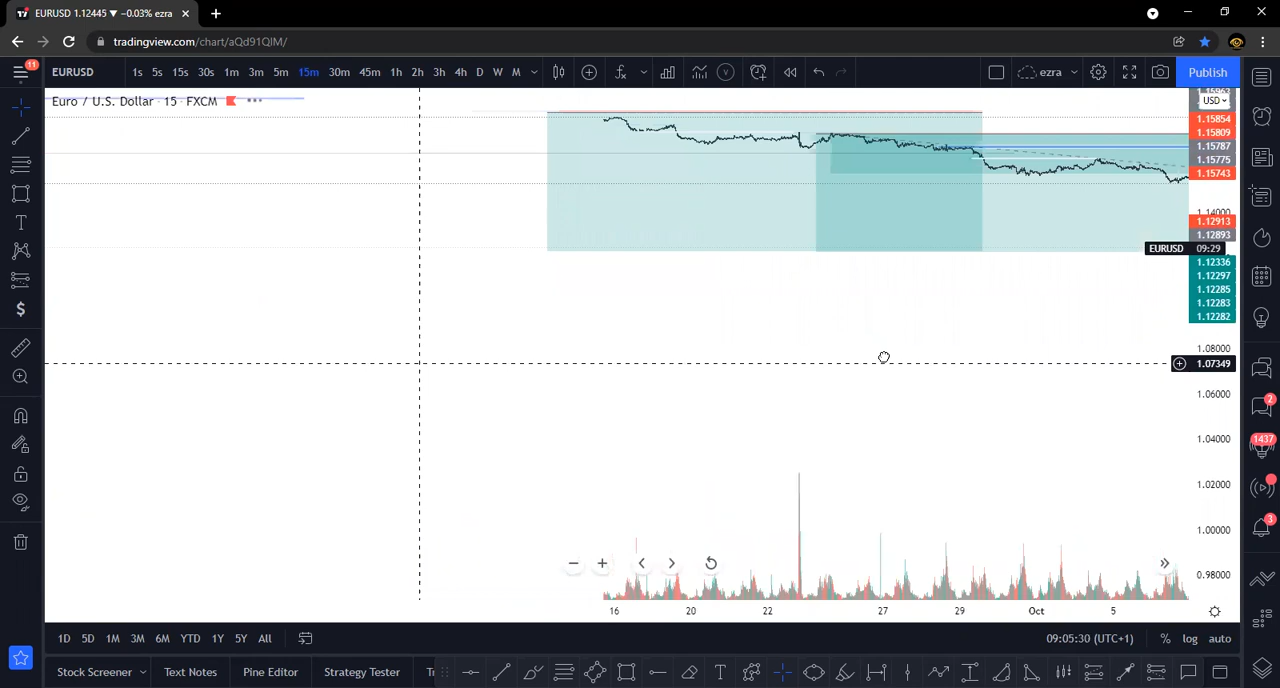 EURUSD 1.12445 ▼ −0.03% ezra
tradingview.com/chart/aQd91QIM/
11
EURUSD 1s 5s 15s 30s 1m 3m 5m 15m 30m 45m 1h 2h 3h 4h D W M ezra Publish
Euro / U.S. Dollar · 15 · FXCM
USD
1.15854
1.15809
1.15787
1.15775
1.15743
1.14000
1.12913
1.12893
EURUSD 09:29
1.12336
1.12297
1.12285
1.12283
1.12282
1.08000
1.07349
1.06000
1.04000
1.02000
1.00000
0.98000
2
1437
3
16 20 22 27 29 Oct 5
1D 5D 1M 3M 6M YTD 1Y 5Y All 09:05:30 (UTC+1) % log auto
Stock Screener Text Notes Pine Editor Strategy Tester